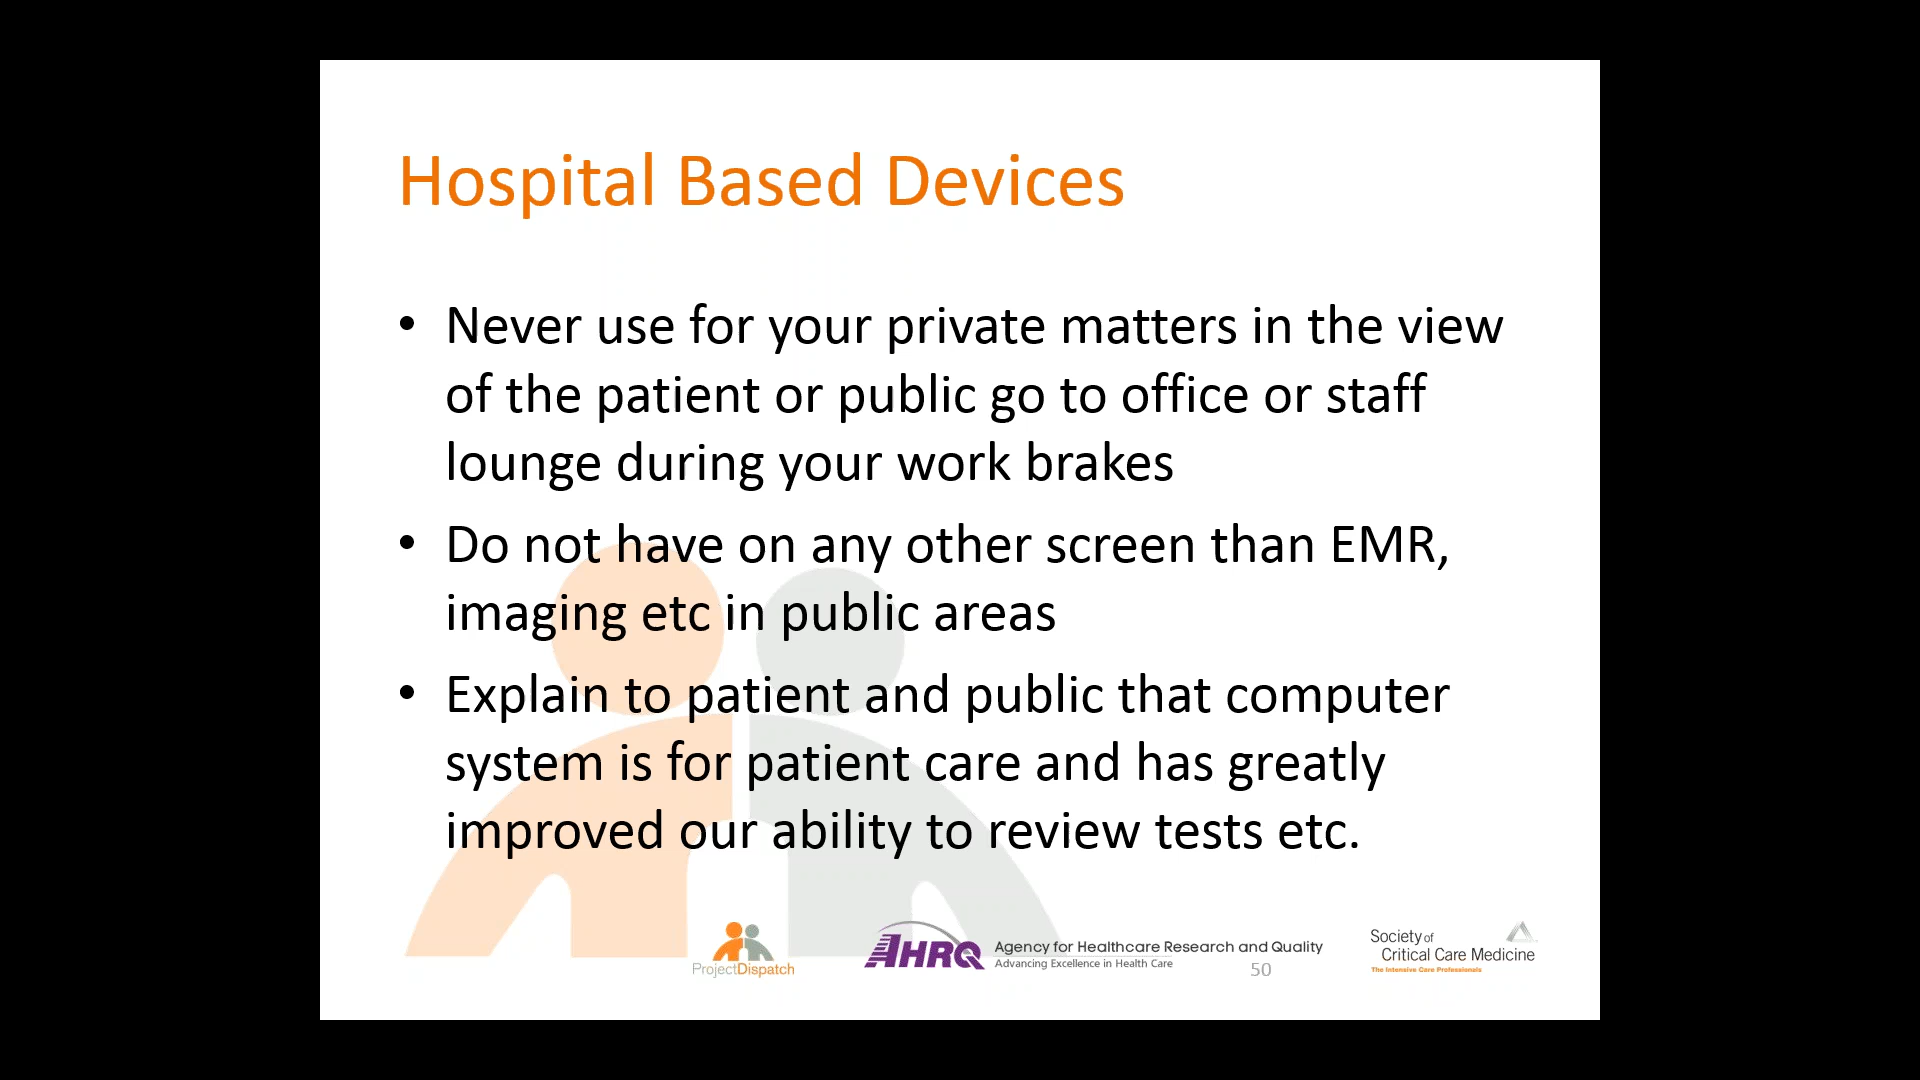 Hospital Based Devices
• Never use for your private matters in the view
of the patient or public go to office or staff
lounge during your work brakes
• Do not have on any other screen than EMR,
imaging etc in public areas
• Explain to patient and public that computer
system is for patient care and has greatly
improved our ability to review tests etc.
ProjectDispatch
AHRQ
Agency for Healthcare Research and Quality
Advancing Excellence in Health Care
50
Society of
Critical Care Medicine
The Intensive Care Professionals